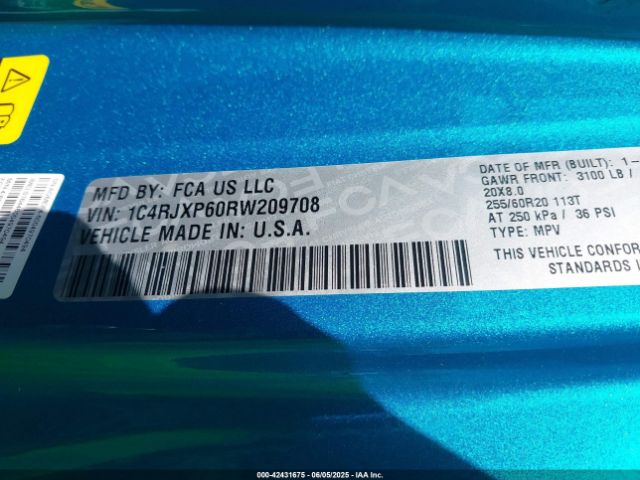 MFD BY: FCA US LLC
VIN: 1C4RJXP60RW209708
VEHICLE MADE IN: U.S.A.
DATE OF MFR (BUILT): 1-
GAWR FRONT: 3100 LB /
20X8.0
255/60R20 113T
AT 250 kPa / 36 PSI
TYPE: MPV
THIS VEHICLE CONFOR
STANDARDS I
000-42431675 - 06/05/2025 - IAA Inc.